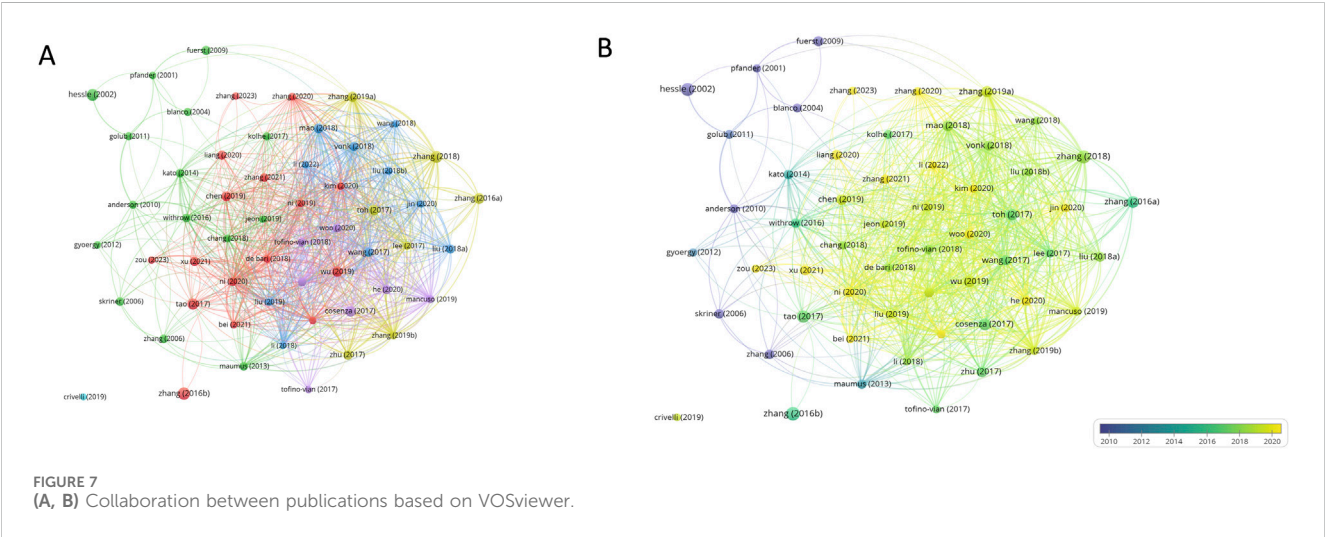 A
fuerst (2009)
pfander (2001)
hessle (2002)
zhang (2023)
zhang (2020)
zhang (2019a)
blanco (2004)
golub (2011)
kolhe (2017)
mao (2018)
wang (2018)
vonk (2018)
liang (2020)
li (2022)
zhang (2018)
kato (2014)
zhang (2021)
liu (2018b)
kim (2020)
chen (2019)
zhang (2016a)
anderson (2010)
ni (2019)
roh (2017)
jin (2020)
withrow (2016)
jeon (2019)
woo (2020)
chang (2018)
tofino-vian (2018)
gyoergy (2012)
lee (2017)
liu (2018a)
wang (2017)
zou (2023)
xu (2021)
de bari (2018)
wu (2019)
ni (2020)
he (2020)
skriner (2006)
tao (2017)
liu (2019)
mancuso (2019)
cosenza (2017)
bei (2021)
zhang (2006)
zhang (2019b)
li (2018)
zhu (2017)
maumus (2013)
tofino-vian (2017)
zhang (2016b)
crivelli (2019)
B
fuerst (2009)
pfander (2001)
hessle (2002)
zhang (2023)
zhang (2020)
zhang (2019a)
blanco (2004)
golub (2011)
kolhe (2017)
mao (2018)
wang (2018)
vonk (2018)
liang (2020)
li (2022)
zhang (2018)
kato (2014)
zhang (2021)
liu (2018b)
kim (2020)
chen (2019)
zhang (2016a)
anderson (2010)
ni (2019)
toh (2017)
jin (2020)
withrow (2016)
jeon (2019)
woo (2020)
chang (2018)
tofino-vian (2018)
gyoergy (2012)
lee (2017)
liu (2018a)
wang (2017)
zou (2023)
xu (2021)
de bari (2018)
wu (2019)
ni (2020)
he (2020)
skriner (2006)
tao (2017)
liu (2019)
mancuso (2019)
cosenza (2017)
bei (2021)
zhang (2006)
zhang (2019b)
li (2018)
zhu (2017)
maumus (2013)
tofino-vian (2017)
zhang (2016b)
crivelli (2019)
2010 2012 2014 2016 2018 2020
FIGURE 7
(A, B) Collaboration between publications based on VOSviewer.